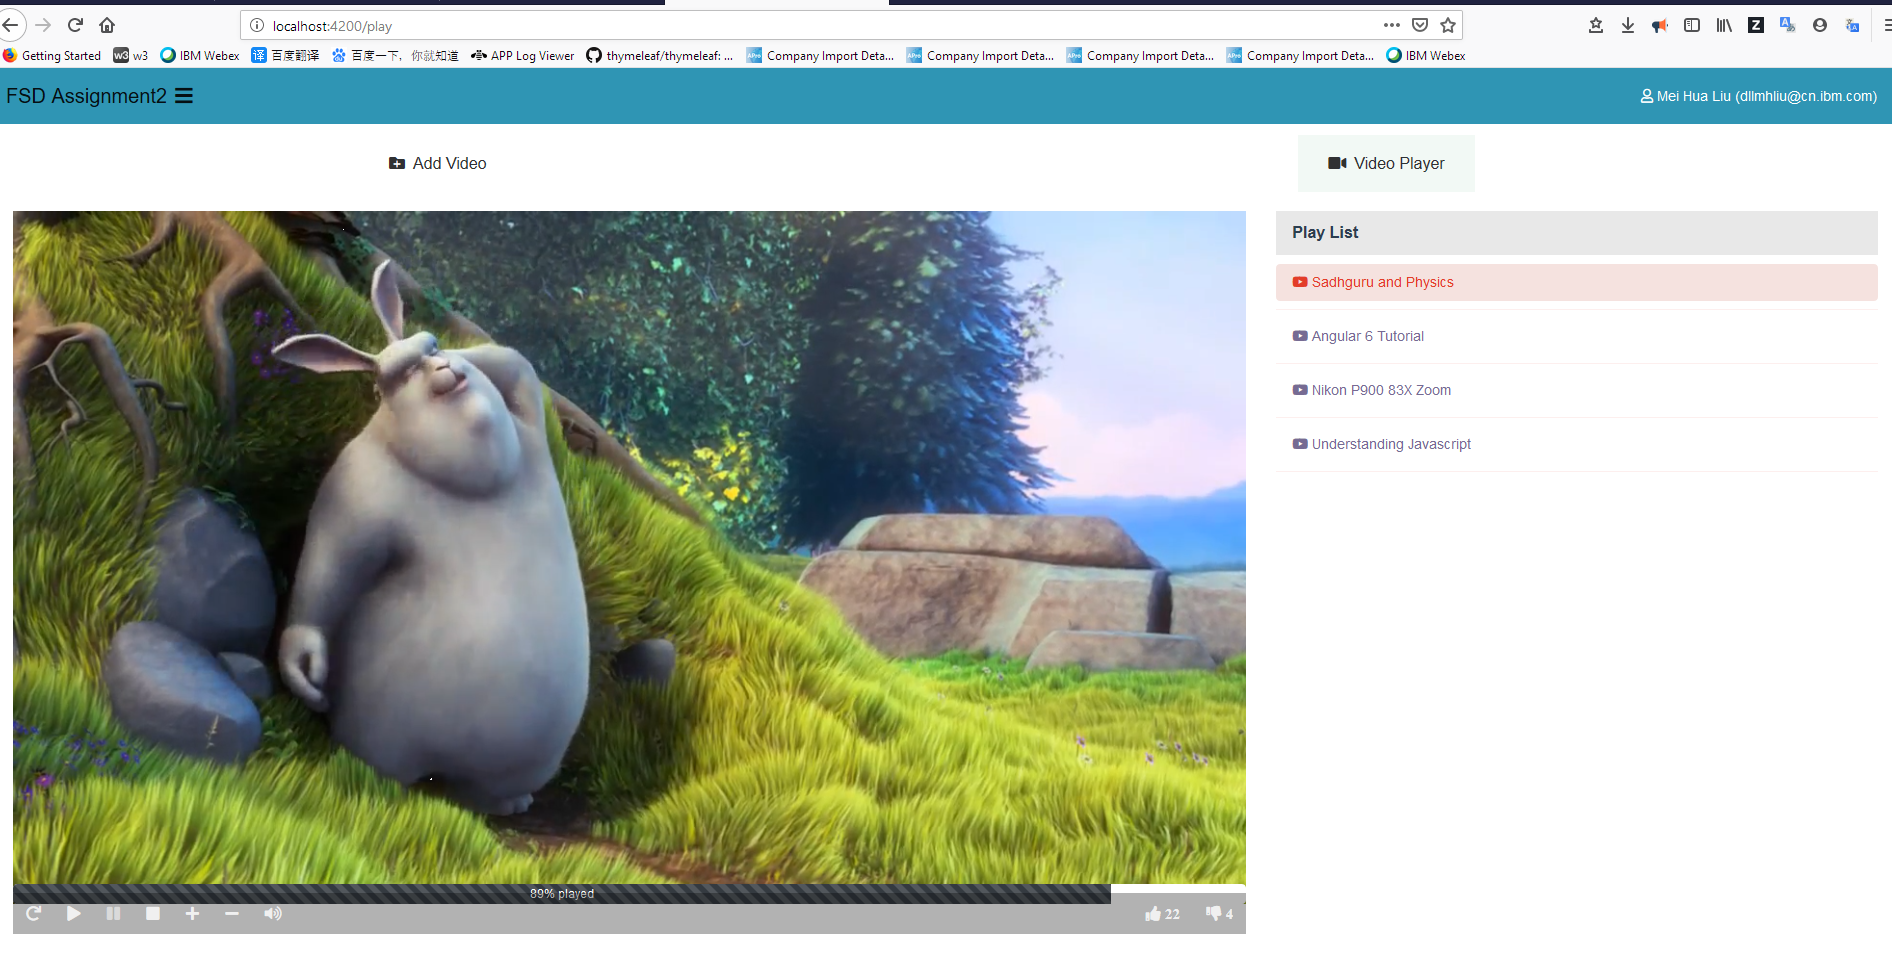 localhost:4200/play
Getting Started w3 w3 IBM Webex 译 百度翻译 百度一下，你就知道 APP Log Viewer thymeleaf/thymeleaf: ... Company Import Deta... Company Import Deta... Company Import Deta... Company Import Deta... IBM Webex
FSD Assignment2 Mei Hua Liu (dllmhliu@cn.ibm.com)
Add Video Video Player
Play List
Sadhguru and Physics
Angular 6 Tutorial
Nikon P900 83X Zoom
Understanding Javascript
89% played
22 4